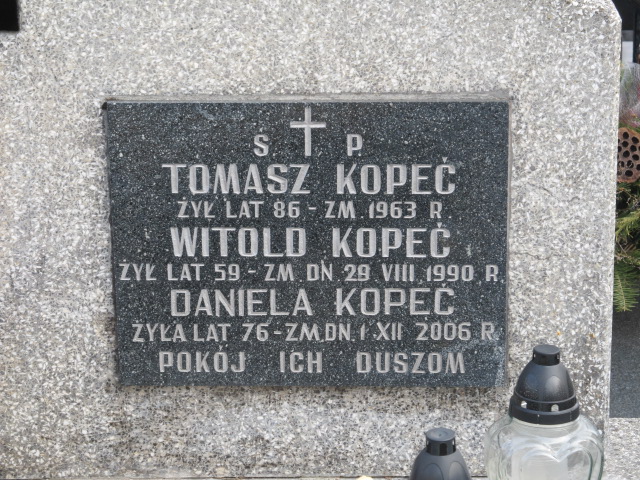 Ś P.
TOMASZ KOPEĆ
ŻYŁ LAT 86 - ZM. 1963 R.
WITOLD KOPEĆ
ŻYŁ LAT 59 - ZM. DN. 29 VIII 1990 R.
DANIELA KOPEĆ
ŻYŁA LAT 76 - ZM. DN. 1 XII 2006 R.
POKÓJ ICH DUSZOM